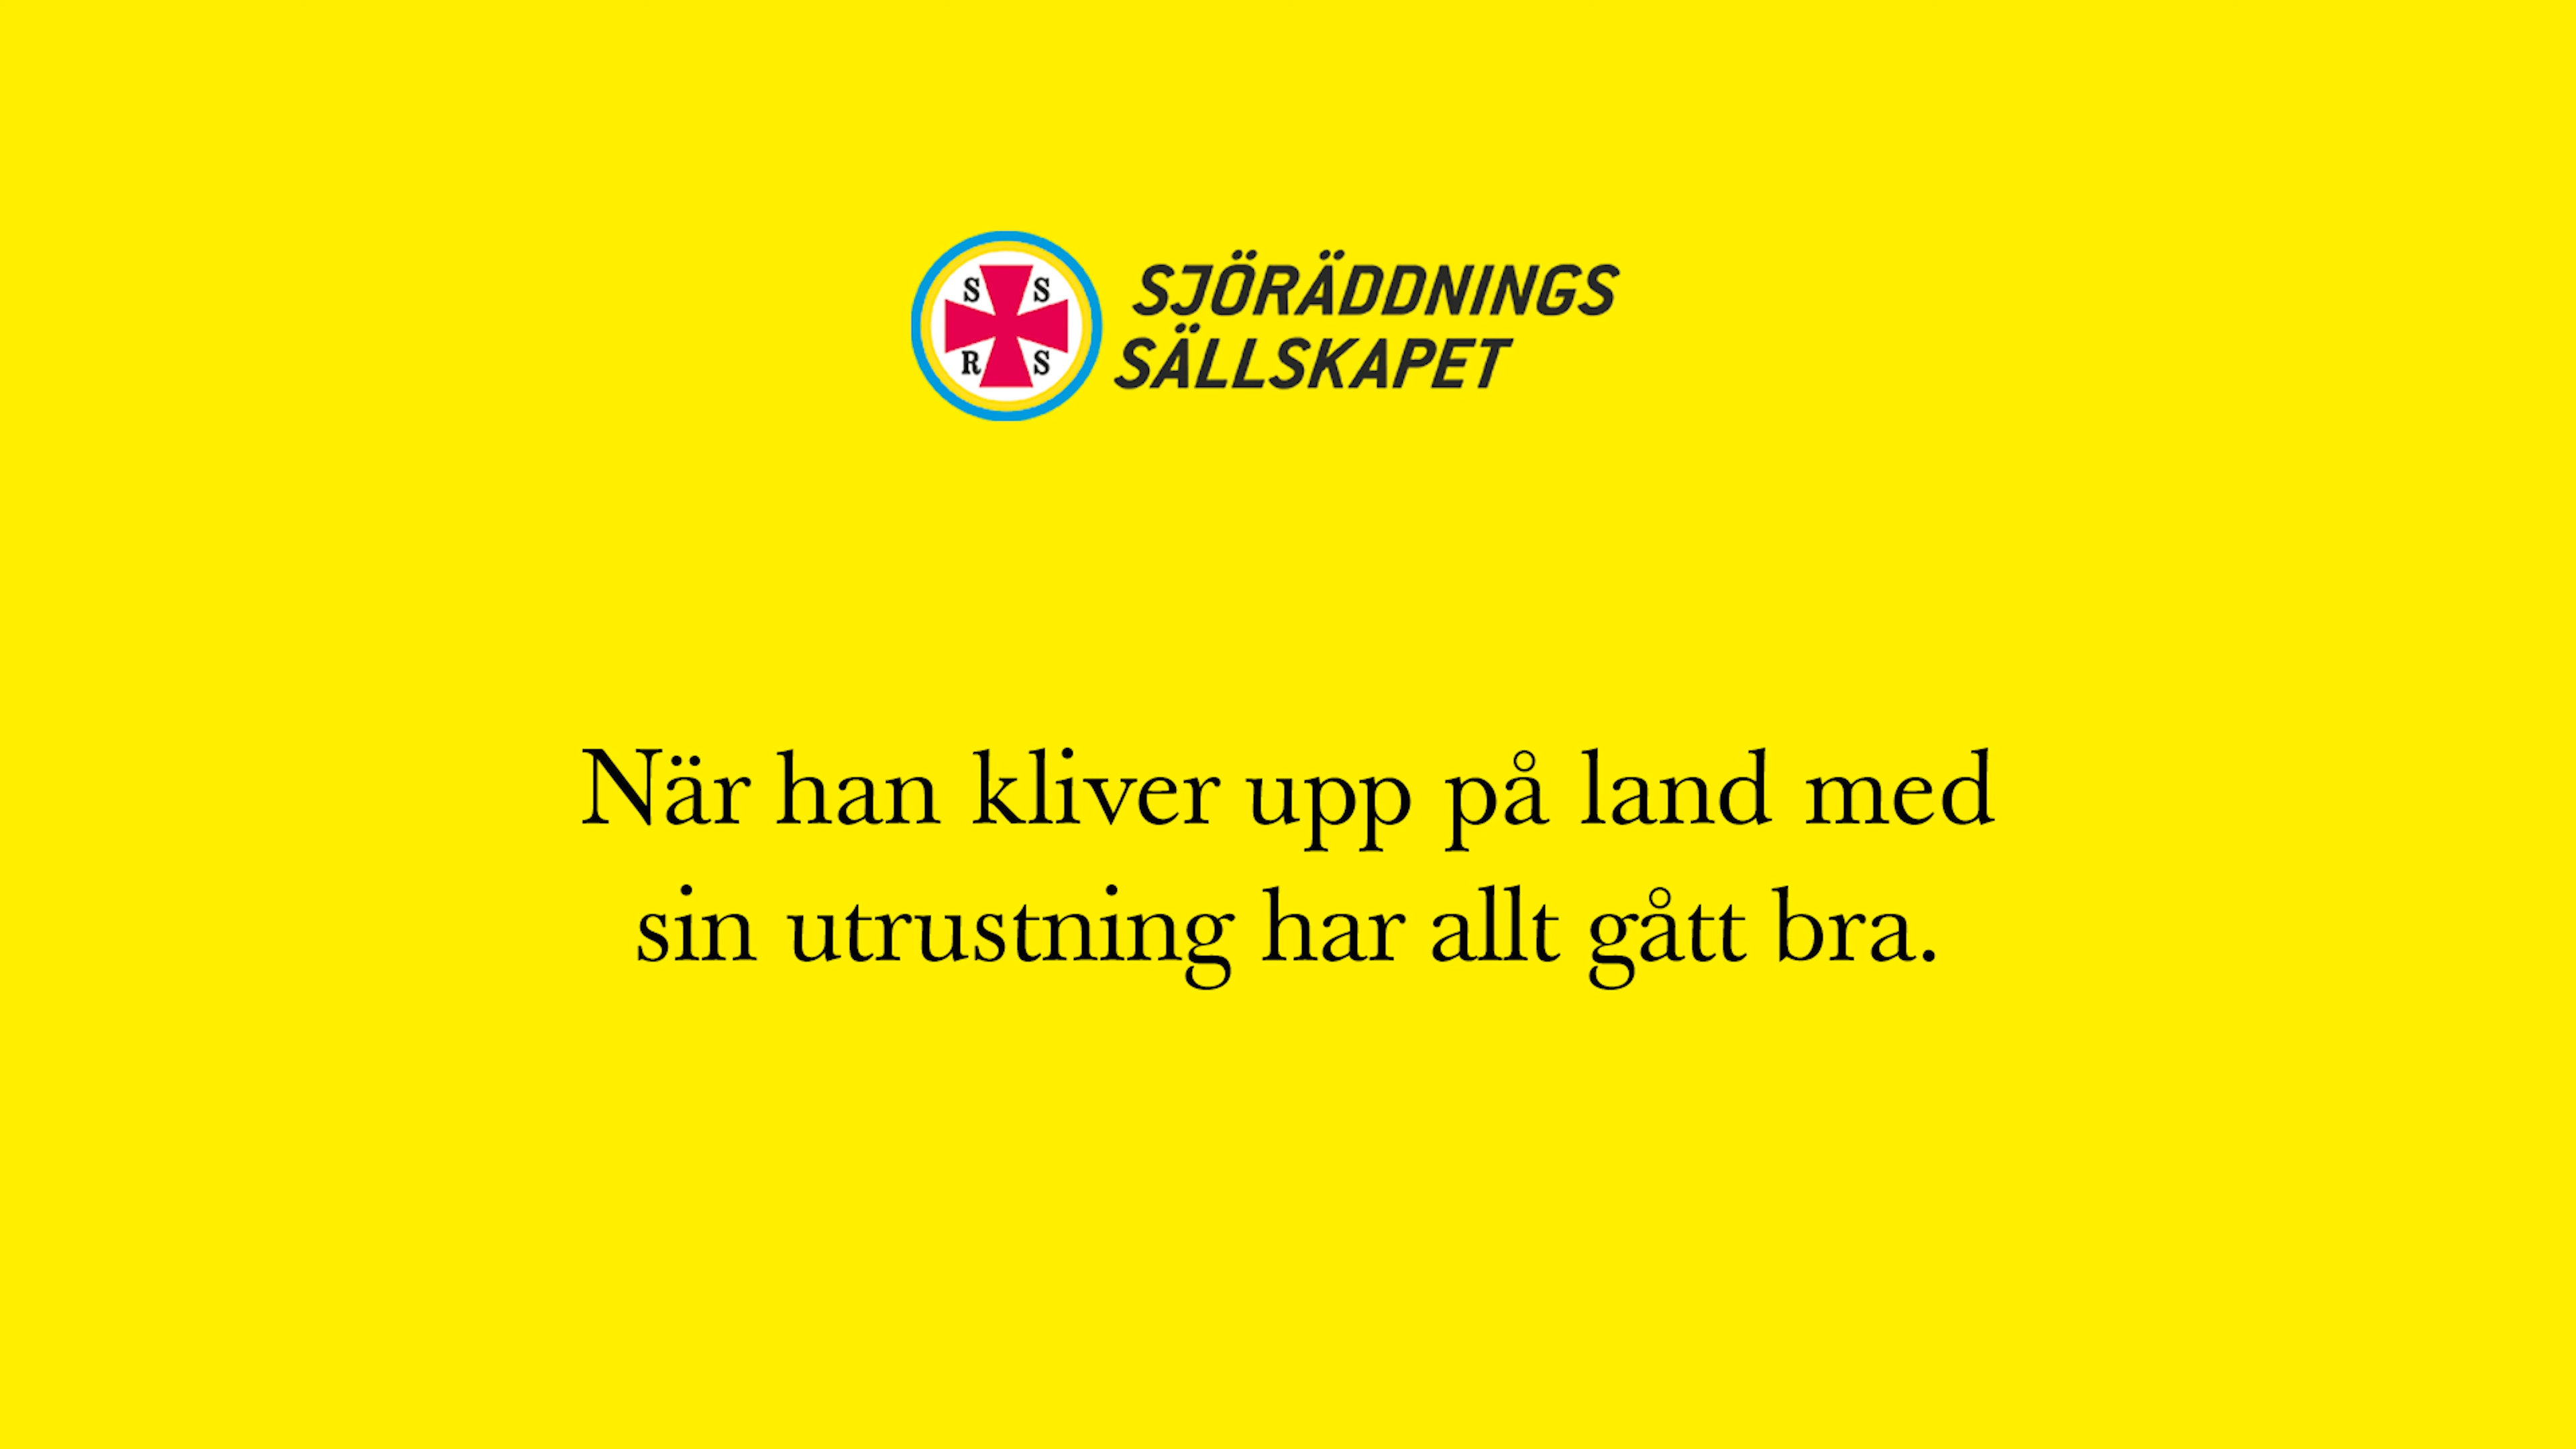 S S
R S
SJÖRÄDDNINGS
SÄLLSKAPET
När han kliver upp på land med
sin utrustning har allt gått bra.